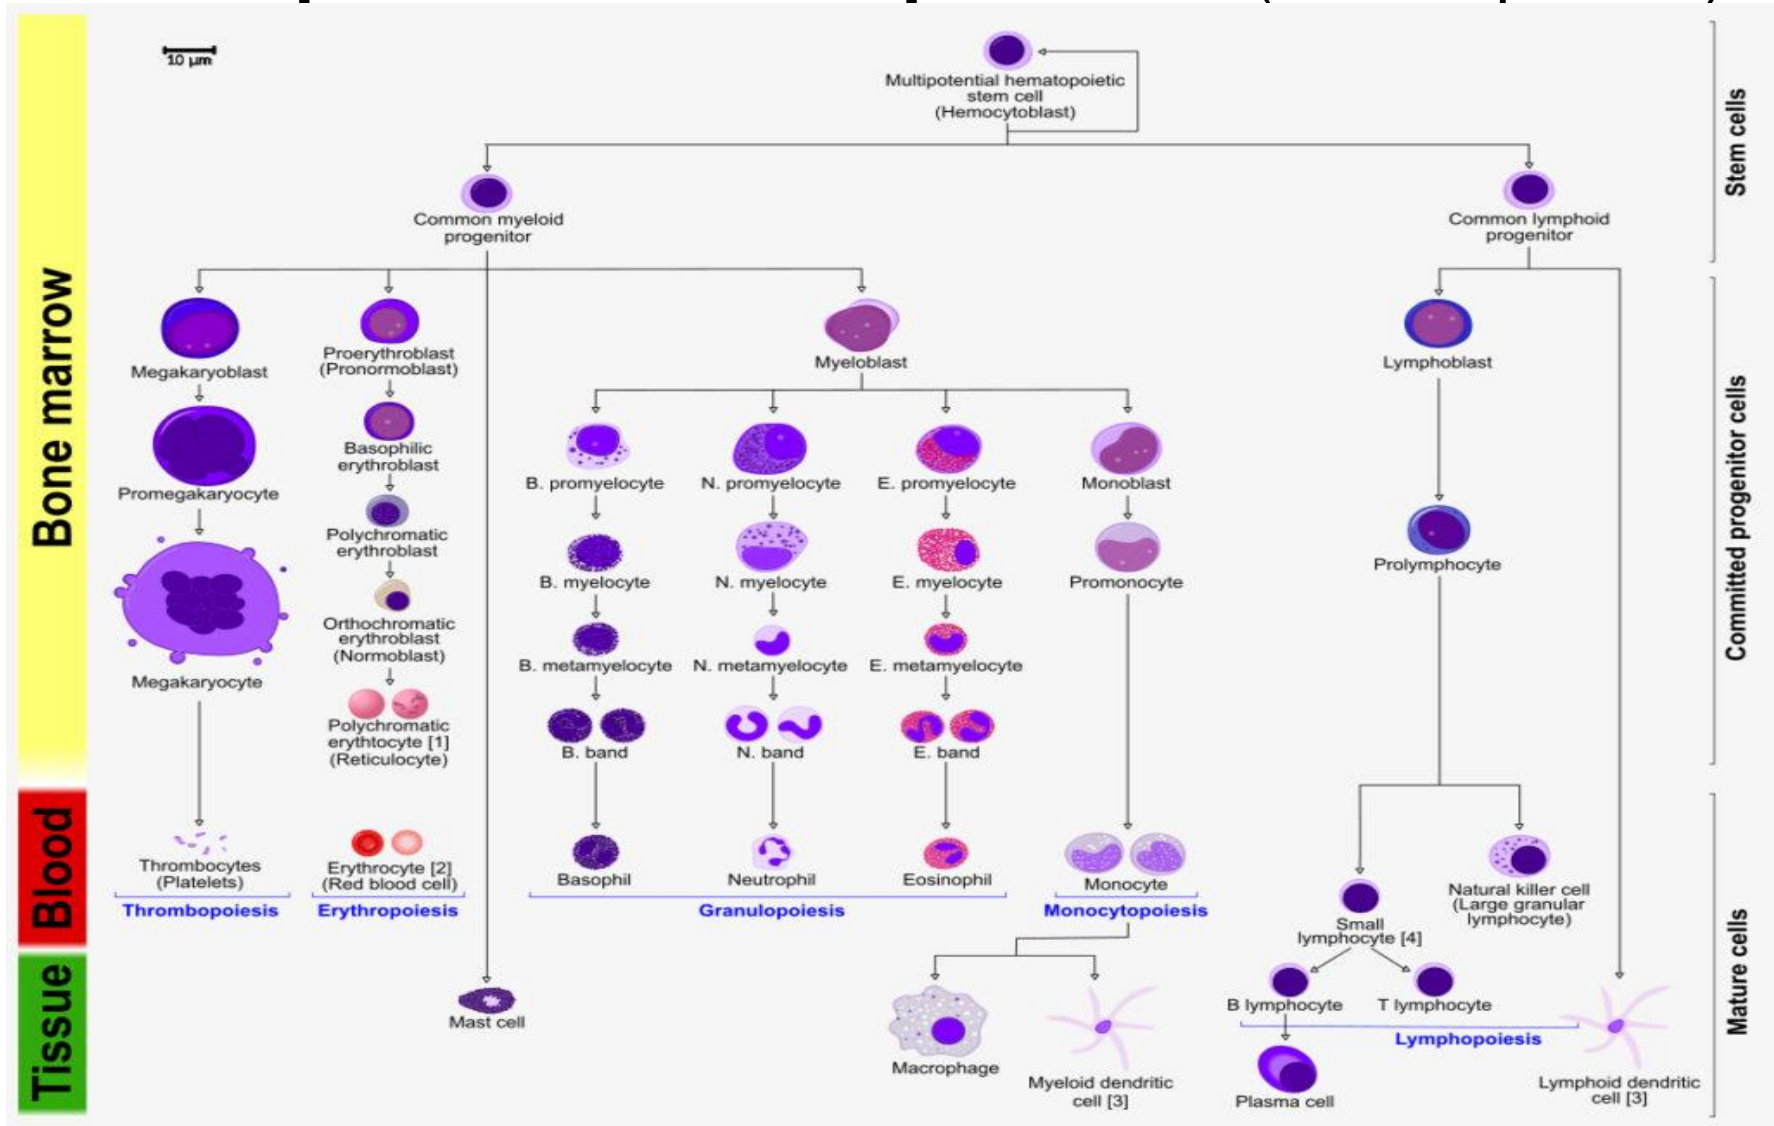 10 µm
Multipotential hematopoietic
stem cell
(Hemocytoblast)
Common myeloid
progenitor
Common lymphoid
progenitor
Megakaryoblast
Proerythroblast
(Pronormoblast)
Myeloblast
Lymphoblast
Promegakaryocyte
Basophilic
erythroblast
B. promyelocyte
N. promyelocyte
E. promyelocyte
Monoblast
Polychromatic
erythroblast
B. myelocyte
N. myelocyte
E. myelocyte
Promonocyte
Prolymphocyte
Megakaryocyte
Orthochromatic
erythroblast
(Normoblast)
B. metamyelocyte
N. metamyelocyte
E. metamyelocyte
Polychromatic
erythtocyte [1]
(Reticulocyte)
B. band
N. band
E. band
Thrombocytes
(Platelets)
Erythrocyte [2]
(Red blood cell)
Basophil
Neutrophil
Eosinophil
Monocyte
Natural killer cell
(Large granular
lymphocyte)
Small
lymphocyte [4]
Thrombopoiesis
Erythropoiesis
Granulopoiesis
Monocytopoiesis
Mast cell
Macrophage
Myeloid dendritic
cell [3]
B lymphocyte
T lymphocyte
Lymphopoiesis
Plasma cell
Lymphoid dendritic
cell [3]
Bone marrow
Blood
Tissue
Stem cells
Committed progenitor cells
Mature cells